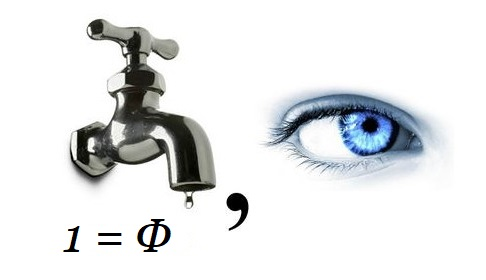 ,
1 = Ф